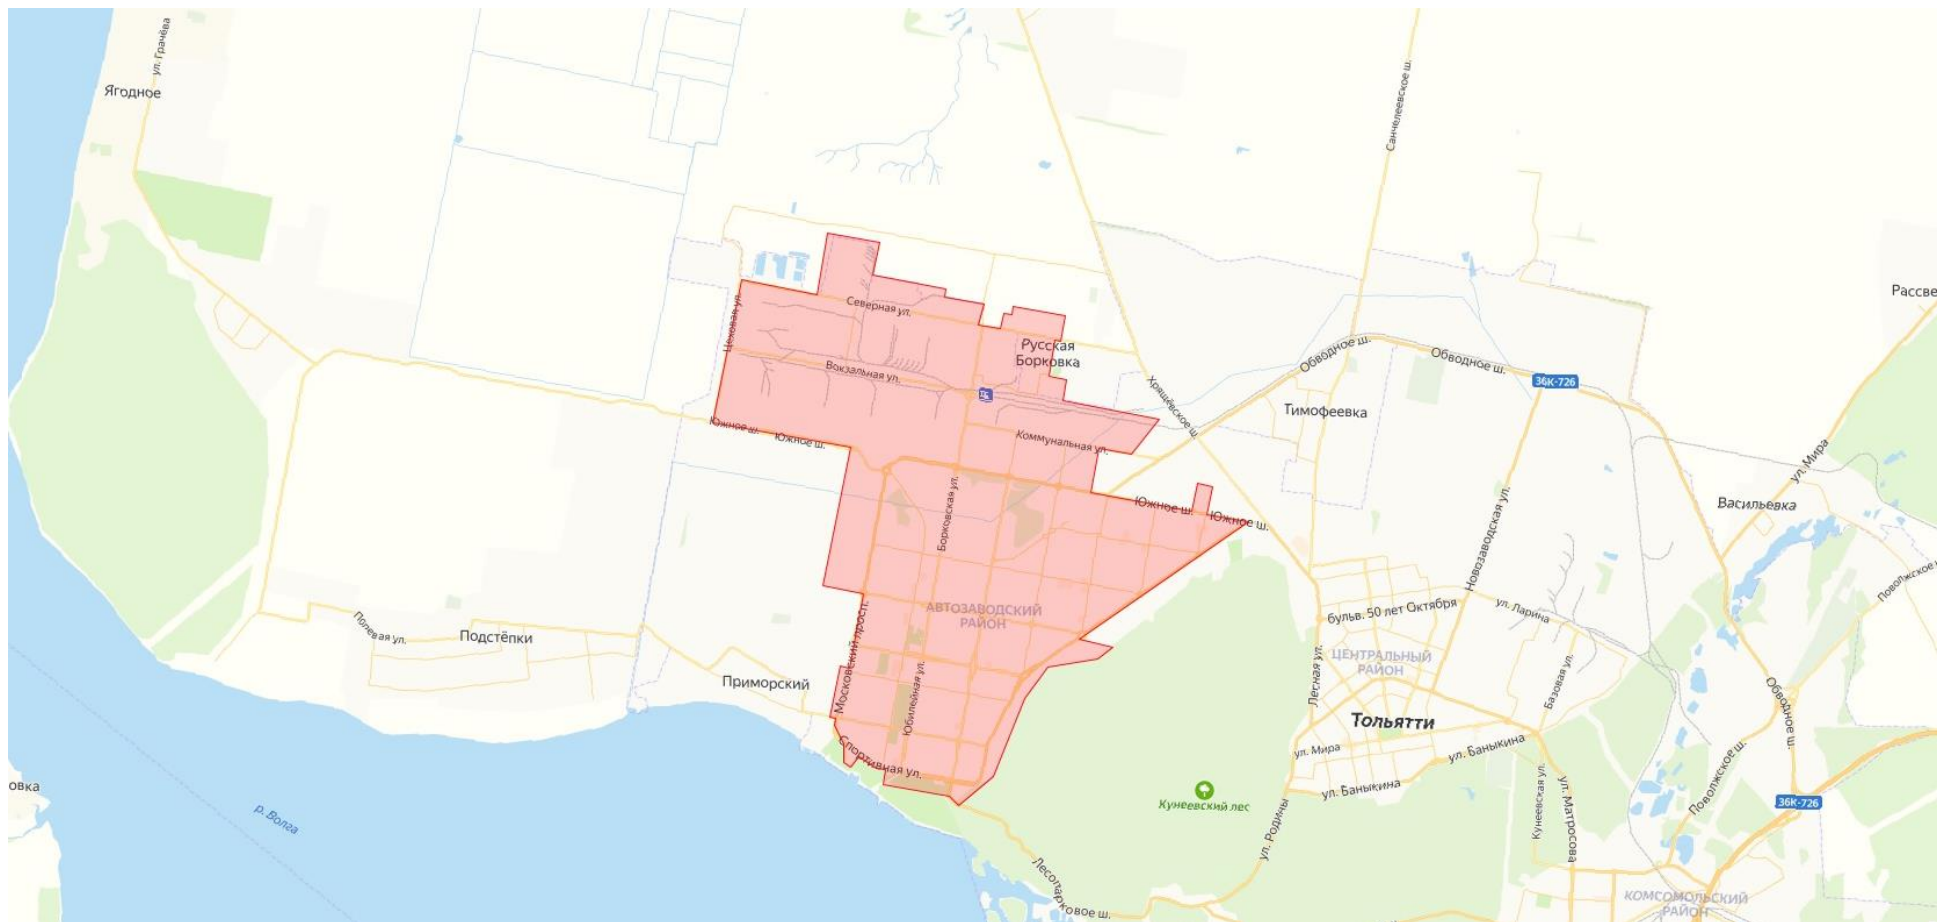 ул. Грачёва
Ягодное
Санчелеевское ш.
Рассве
Цеховая ул.
Северная ул.
Русская
Борковка
Вокзальная ул.
Обводное ш.
Обводное ш.
36К-726
Хрящёвское ш.
Тимофеевка
Южное ш.
Южное ш.
Коммунальная ул.
ул. Мира
Васильевка
Борковская ул.
Южное ш.
Южное ш.
Новозаводская ул.
Поволжское
АВТОЗАВОДСКИЙ
РАЙОН
бульв. 50 лет Октября
ул. Ларина
Полевая ул.
Подстёпки
Московский просп.
Приморский
Юбилейная ул.
Лесная ул.
ЦЕНТРАЛЬНЫЙ
РАЙОН
Базовая ул.
Обводное ш.
Тольятти
Спортивная ул.
ул. Мира
ул. Баныкина
ул. Баныкина
овка
р. Волга
Кунеевский лес
Кунеевская ул.
ул. Матросова
Поволжское ш.
36К-726
ул. Родины
Лесопарковое ш.
КОМСОМОЛЬСКИЙ
РАЙОН